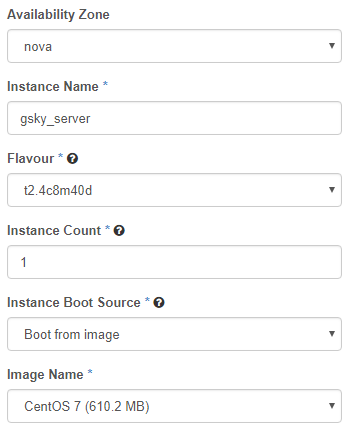 Availability Zone
nova
Instance Name *
gsky_server
Flavour * ?
t2.4c8m40d
Instance Count * ?
1
Instance Boot Source * ?
Boot from image
Image Name *
CentOS 7 (610.2 MB)